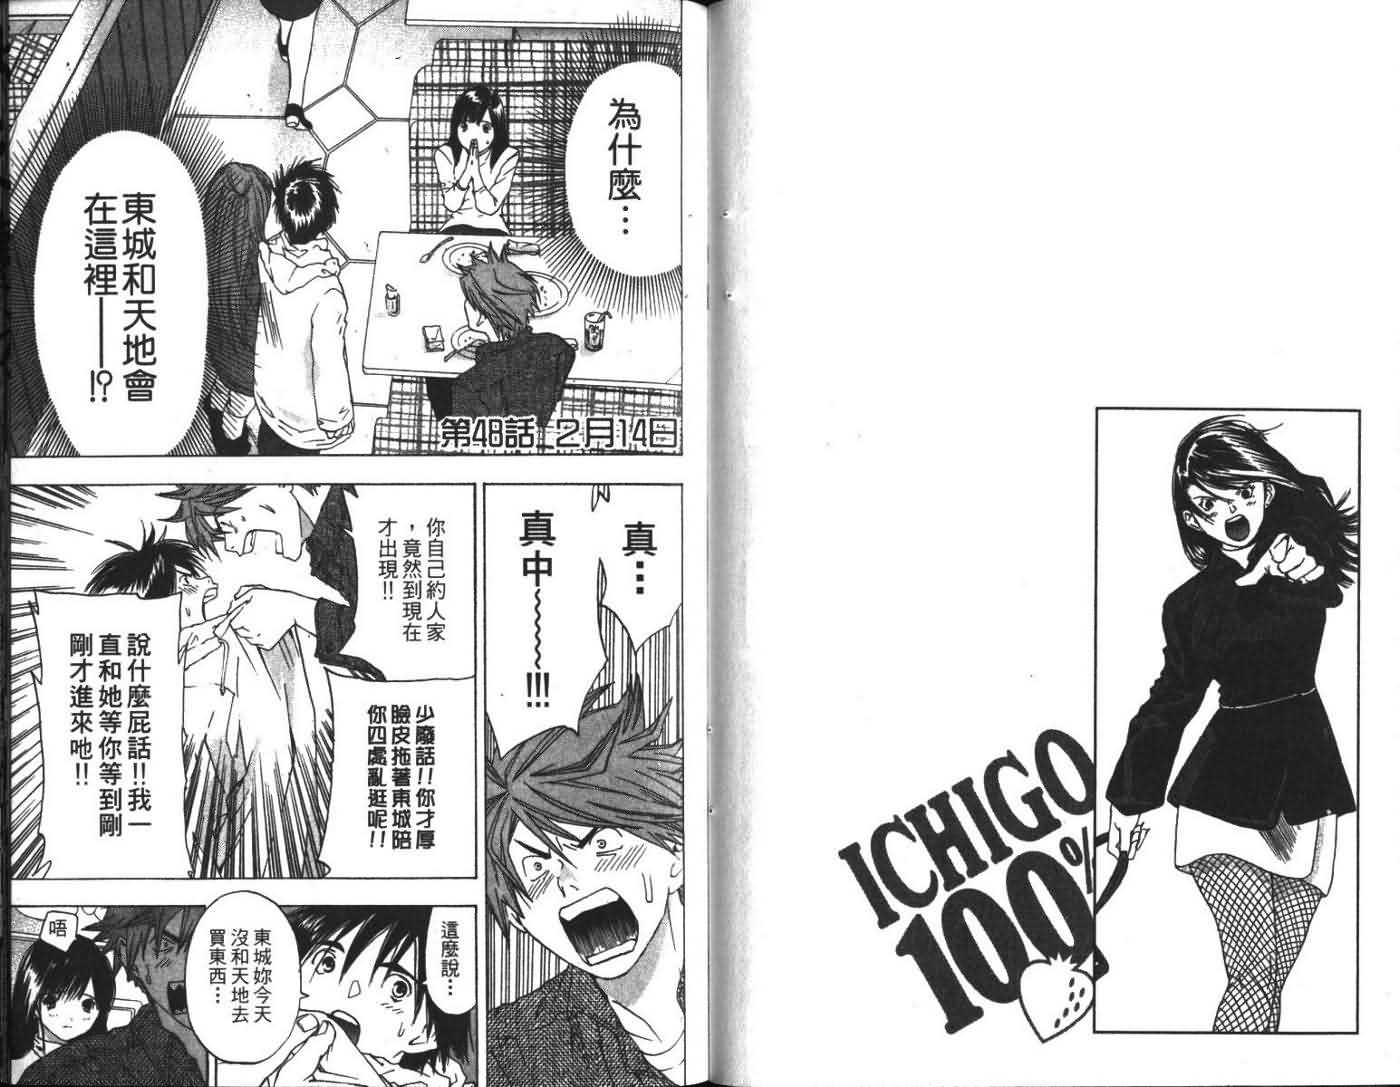 ICHIGO
100%
為什麼…
東城和天地會
在這裡——!?
第48話_2月14日
真…
真中~~~~!!!
你自己約人家
，竟然到現在
才出現!!
少廢話!!你才厚
臉皮拖著東城陪
你四處亂逛呢!!
說什麼屁話!!我一
直和她等你等到剛
剛才進來吔!!
這麼說…
東城妳今天
沒和天地去
買東西…
唔